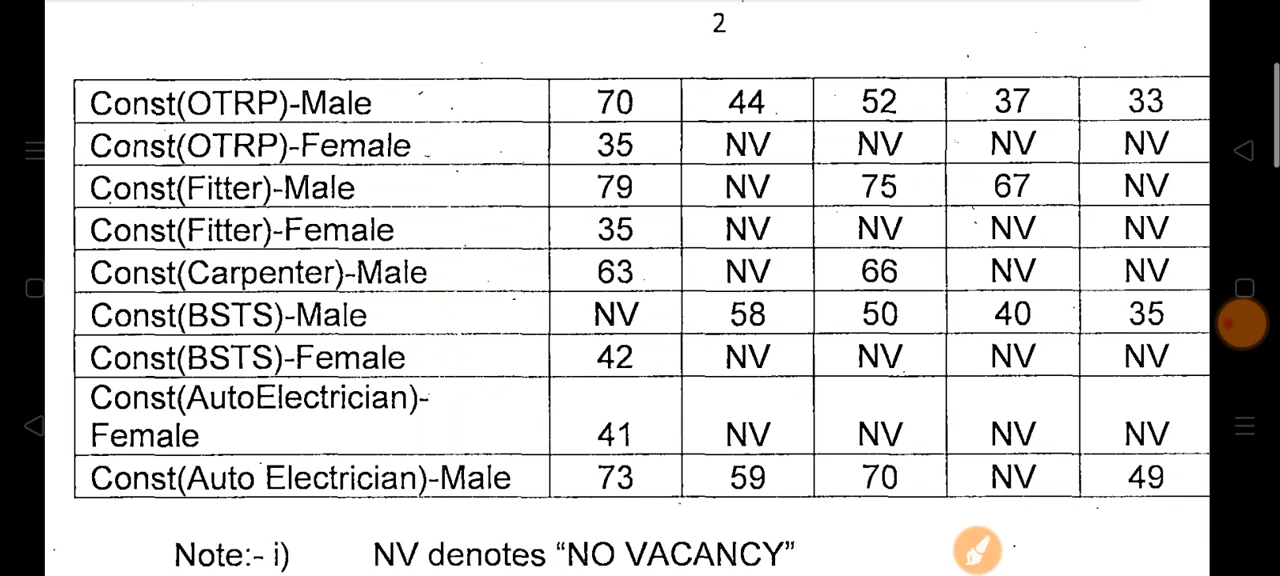 2
Const(OTRP)-Male 70 44 52 37 33
Const(OTRP)-Female 35 NV NV NV NV
Const(Fitter)-Male 79 NV 75 67 NV
Const(Fitter)-Female 35 NV NV NV NV
Const(Carpenter)-Male 63 NV 66 NV NV
Const(BSTS)-Male NV 58 50 40 35
Const(BSTS)-Female 42 NV NV NV NV
Const(AutoElectrician)-
Female 41 NV NV NV NV
Const(Auto Electrician)-Male 73 59 70 NV 49
Note:- i) NV denotes “NO VACANCY”